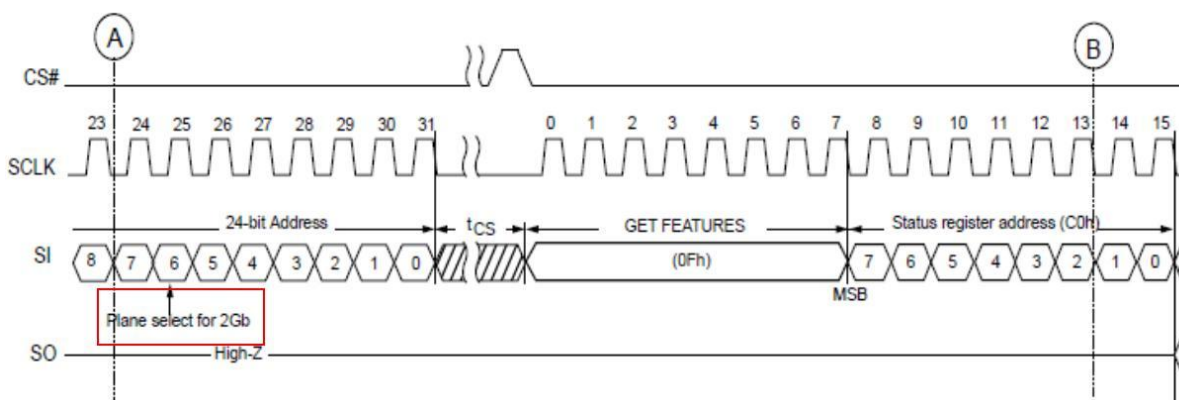 A
B
CS#
23 24 25 26 27 28 29 30 31 0 1 2 3 4 5 6 7 8 9 10 11 12 13 14 15
SCLK
24-bit Address tCS GET FEATURES Status register address (C0h)
SI 8 7 6 5 4 3 2 1 0 (0Fh) 7 6 5 4 3 2 1 0
MSB
Plane select for 2Gb
SO High-Z